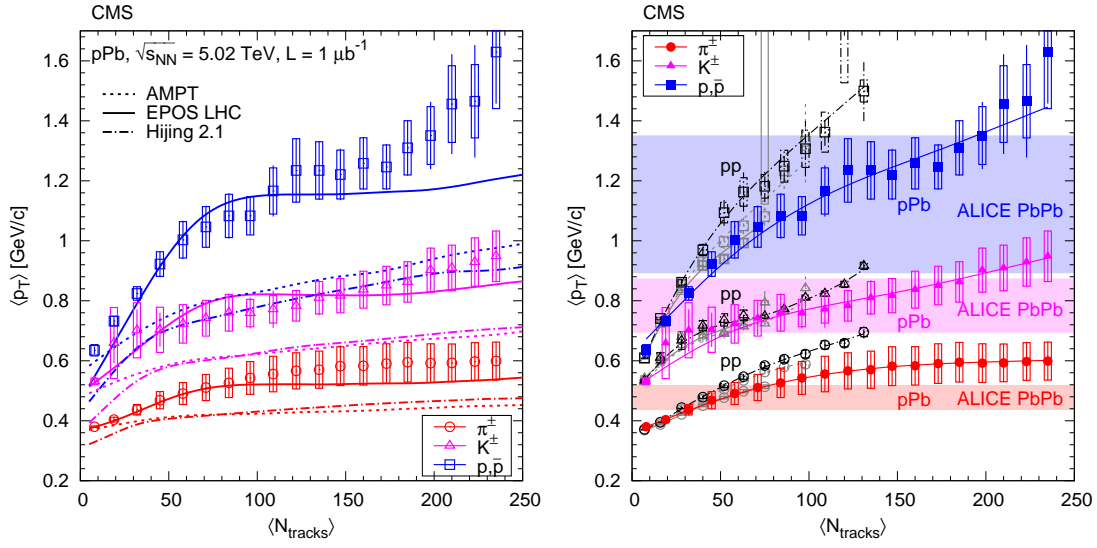 CMS
pPb, √sNN = 5.02 TeV, L = 1 μb⁻¹
AMPT
EPOS LHC
Hijing 2.1
π±
K±
p,p̄
⟨pT⟩ [GeV/c]
1.6
1.4
1.2
1
0.8
0.6
0.4
0.2
0 50 100 150 200 250
⟨Ntracks⟩
CMS
π±
K±
p,p̄
pp
pPb
ALICE PbPb
pp
pPb
ALICE PbPb
pp
pPb
ALICE PbPb
⟨pT⟩ [GeV/c]
1.6
1.4
1.2
1
0.8
0.6
0.4
0.2
0 50 100 150 200 250
⟨Ntracks⟩